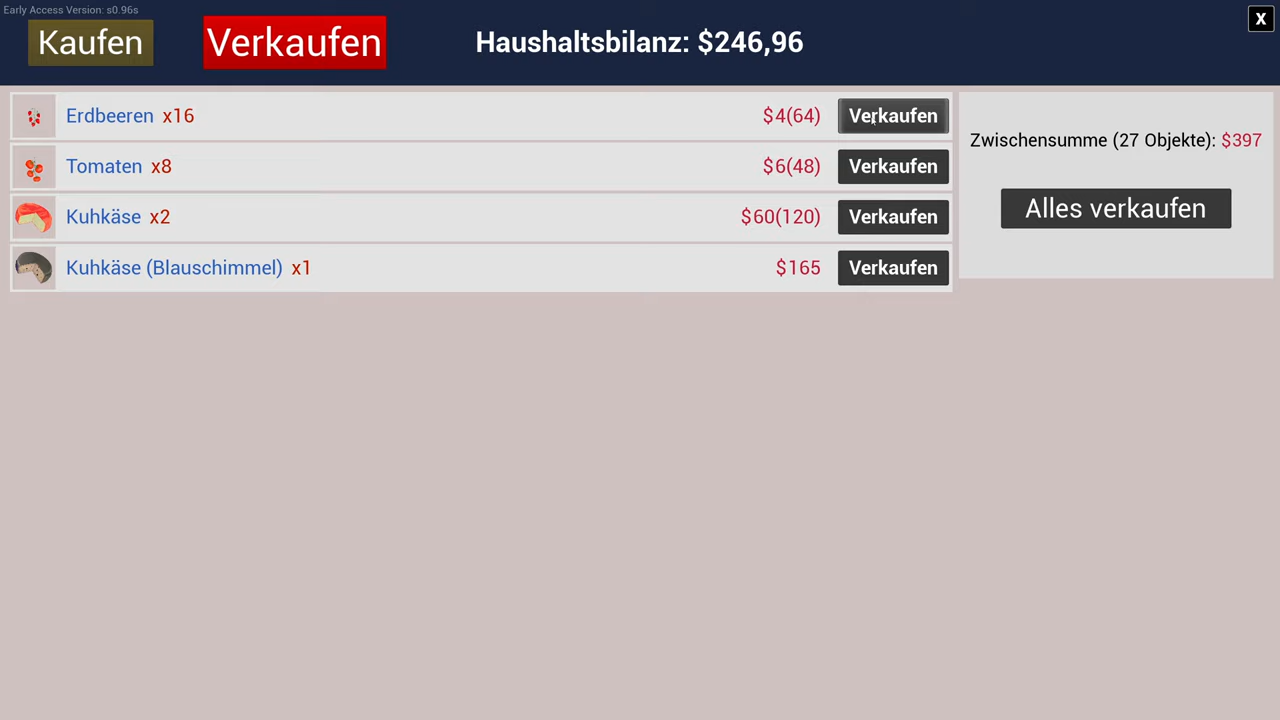 Early Access Version: s0.96s
Kaufen
Verkaufen
Haushaltsbilanz: $246,96
X
Erdbeeren x16 $4(64) Verkaufen
Tomaten x8 $6(48) Verkaufen
Kuhkäse x2 $60(120) Verkaufen
Kuhkäse (Blauschimmel) x1 $165 Verkaufen
Zwischensumme (27 Objekte): $397
Alles verkaufen